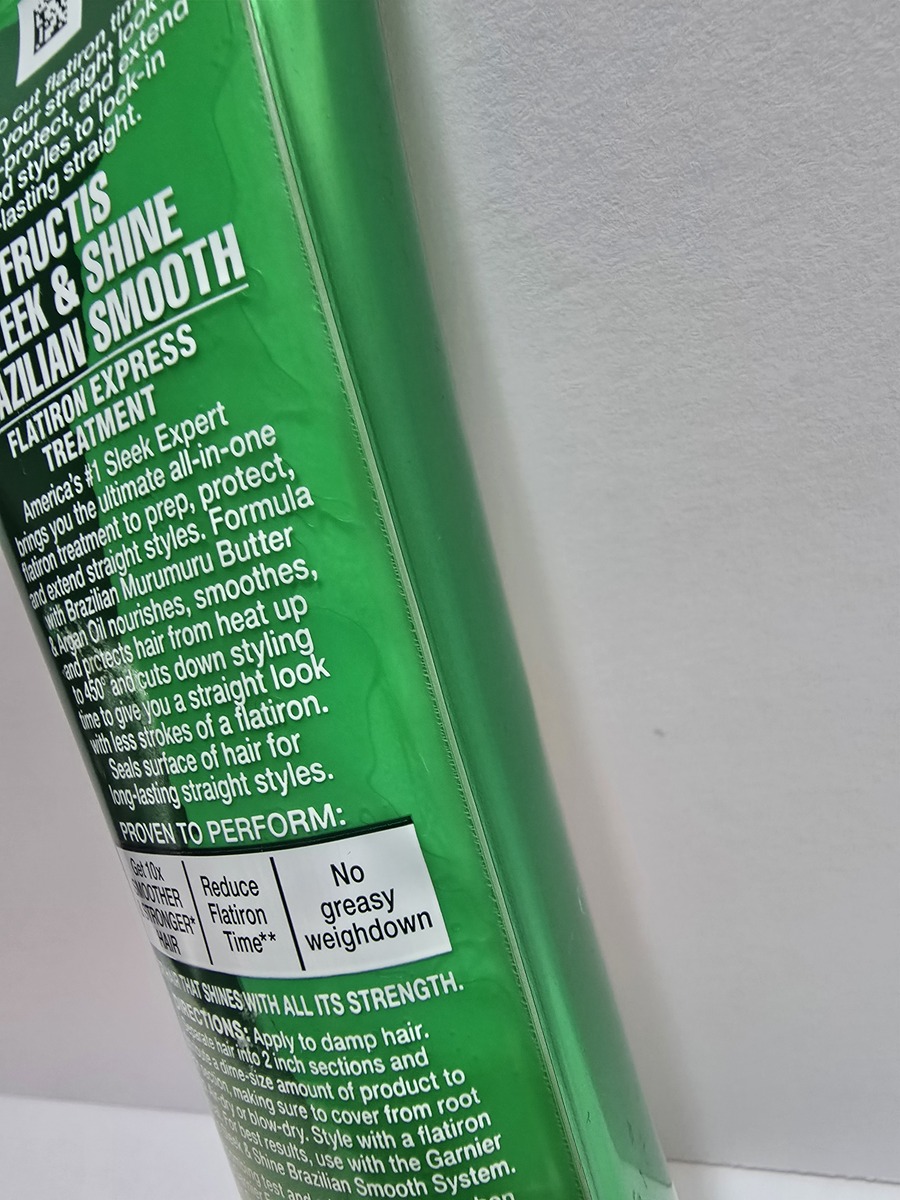 cut flatiron
your straight look
-protect, and extend
styles to lock-in
-lasting straight.
FRUCTIS
EEK & SHINE
AZILIAN SMOOTH
FLATIRON EXPRESS
TREATMENT
America's #1 Sleek Expert
brings you the ultimate all-in-one
flatiron treatment to prep, protect,
and extend straight styles. Formula
with Brazilian Murumuru Butter
& Argan Oil nourishes, smoothes,
and protects hair from heat up
to 450° and cuts down styling
time to give you a straight look
with less strokes of a flatiron.
Seals surface of hair for
long-lasting straight styles.
PROVEN TO PERFORM:
Get 10x
SMOOTHER
STRONGER*
HAIR
Reduce
Flatiron
Time**
No
greasy
weighdown
THAT SHINES WITH ALL ITS STRENGTH.
DIRECTIONS: Apply to damp hair.
hair into 2 inch sections and
a dime-size amount of product to
making sure to cover from root
or blow-dry. Style with a flatiron
best results, use with the Garnier
& Shine Brazilian Smooth System.
test and